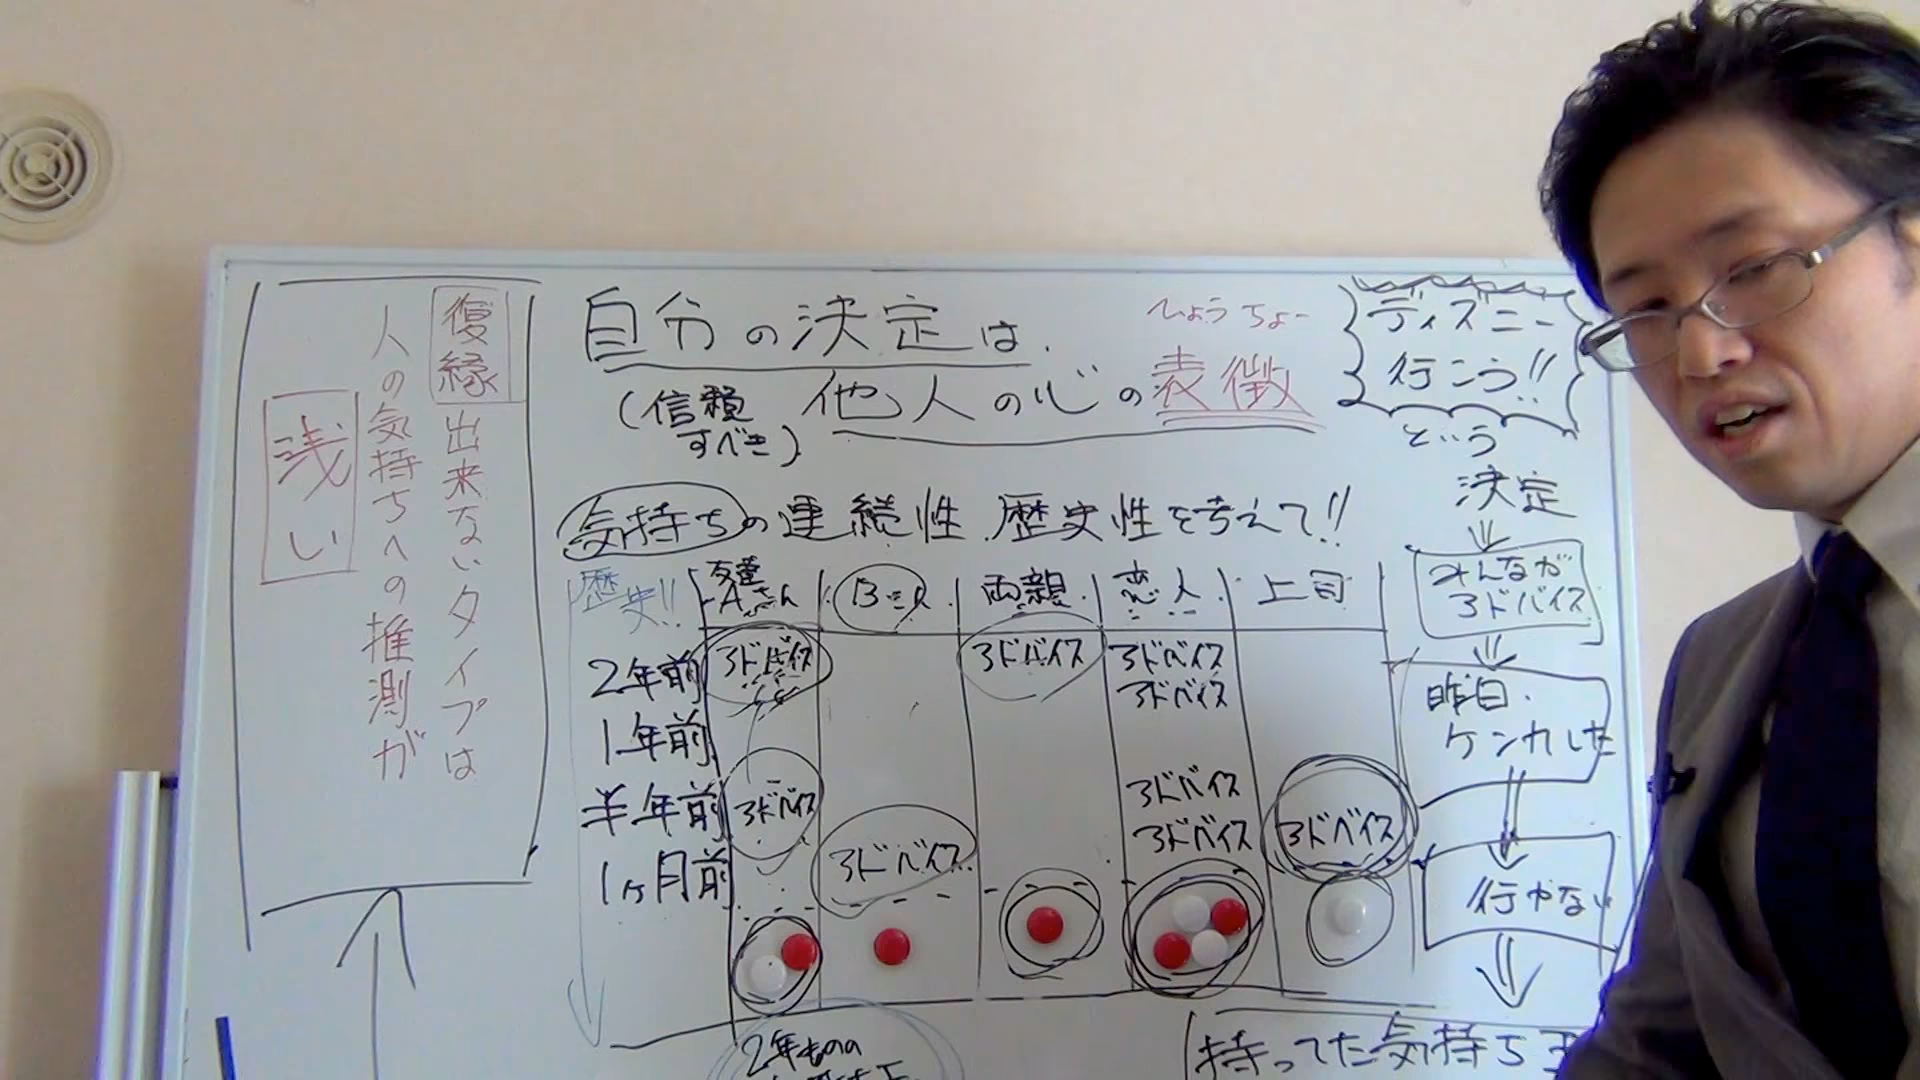 復縁出来ないタイプは
人の気持ちへの推測が
浅い
自分の決定は
ひょうちょー
(信頼すべき)他人の心の表徴
気持ちの連続性 歴史性を考えて!!
歴史!! 友達Aさん Bさん 両親 恋人 上司
2年前 アドバイス アドバイス アドバイス
アドバイス
1年前
半年前 アドバイス アドバイス
アドバイス アドバイス
1ヶ月前 アドバイス
2年ものの
ディズニー
行こう!!
という
決定
みんなが
アドバイス
昨日
ケンカした
行かない
持ってた気持ち